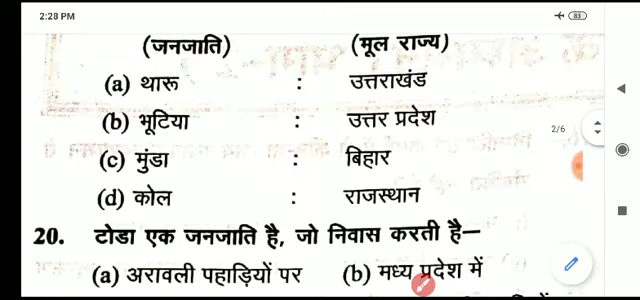 2:28 PM
83
(जनजाति) (मूल राज्य)
(a) थारू : उत्तराखंड
(b) भूटिया : उत्तर प्रदेश
2/6
(c) मुंडा : बिहार
(d) कोल : राजस्थान
20. टोडा एक जनजाति है, जो निवास करती है—
(a) अरावली पहाड़ियों पर (b) मध्य प्रदेश में